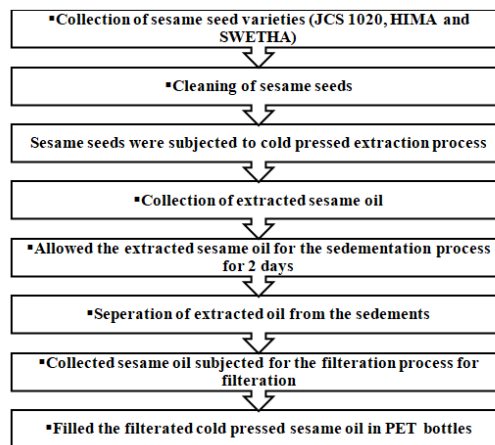 ▪Collection of sesame seed varieties (JCS 1020, HIMA and
SWETHA)
▪Cleaning of sesame seeds
Sesame seeds were subjected to cold pressed extraction process
▪Collection of extracted sesame oil
▪Allowed the extracted sesame oil for the sedementation process
for 2 days
▪Seperation of extracted oil from the sedements
▪Collected sesame oil subjected for the filteration process for
filteration
▪Filled the filterated cold pressed sesame oil in PET bottles